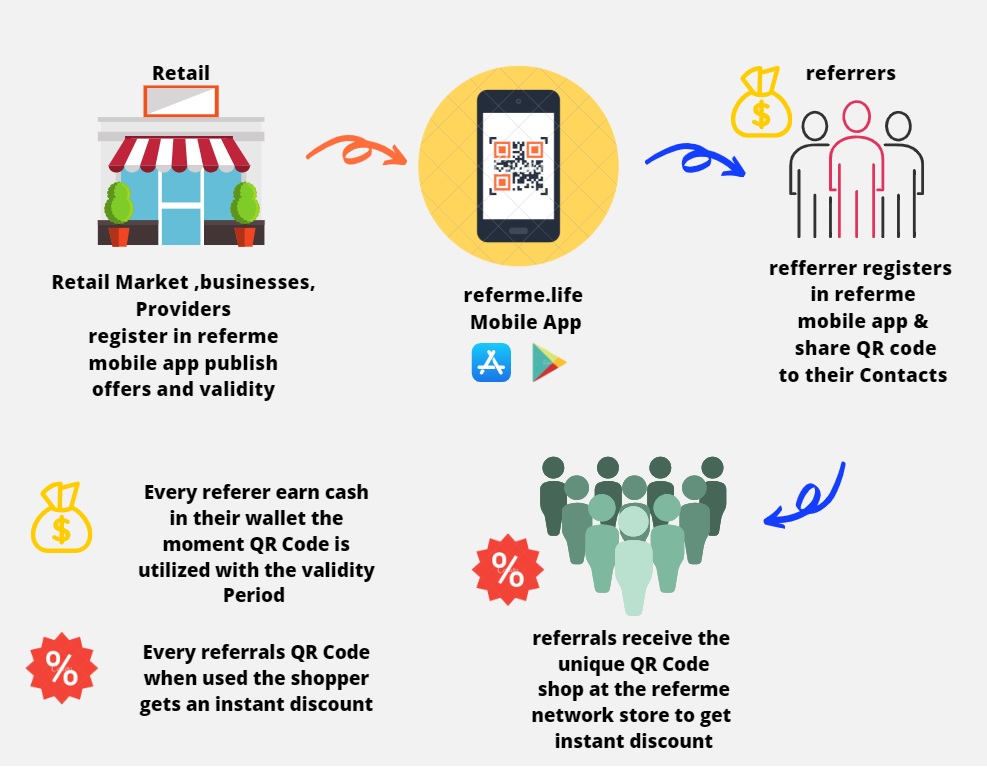 Retail
Retail Market ,businesses,
Providers
register in referme
mobile app publish
offers and validity
referme.life
Mobile App
$
referrers
refferrer registers
in referme
mobile app &
share QR code
to their Contacts
%
referrals receive the
unique QR Code
shop at the referme
network store to get
instant discount
$
Every referer earn cash
in their wallet the
moment QR Code is
utilized with the validity
Period
%
Every referrals QR Code
when used the shopper
gets an instant discount